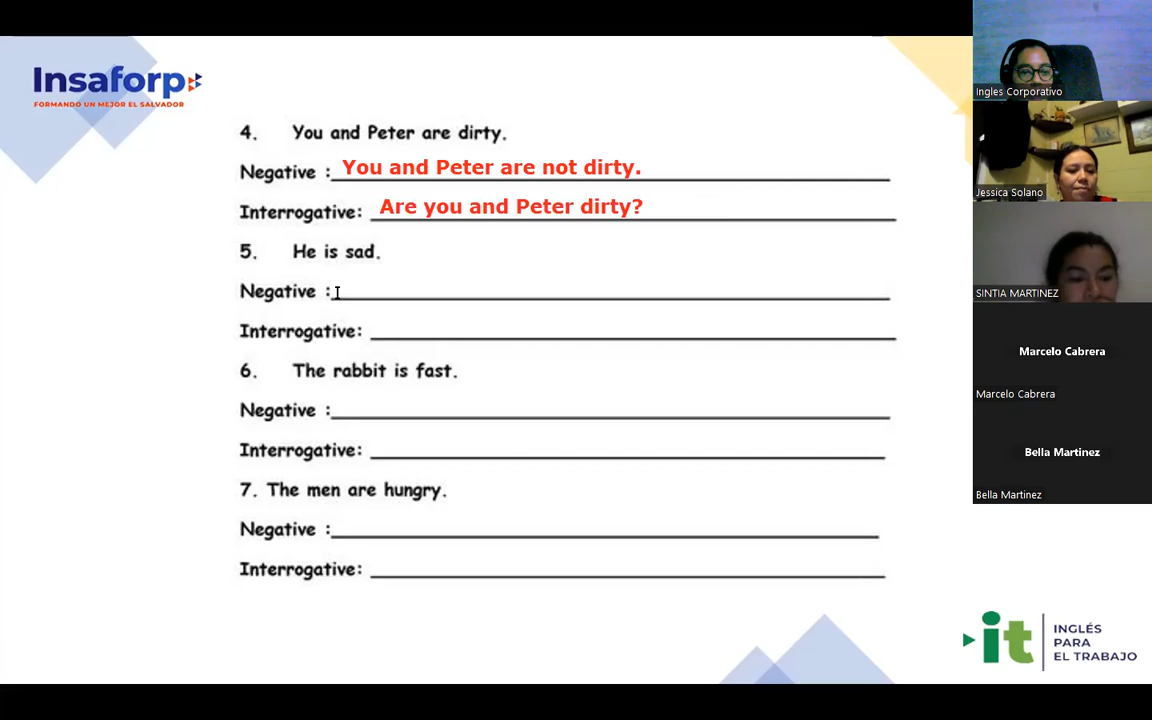 Insaforp
FORMANDO UN MEJOR EL SALVADOR
4. You and Peter are dirty.
Negative : You and Peter are not dirty.
Interrogative: Are you and Peter dirty?
5. He is sad.
Negative :
Interrogative:
6. The rabbit is fast.
Negative :
Interrogative:
7. The men are hungry.
Negative :
Interrogative:
Ingles Corporativo
Jessica Solano
SINTIA MARTINEZ
Marcelo Cabrera
Marcelo Cabrera
Bella Martinez
Bella Martinez
it
INGLÉS
PARA
EL TRABAJO